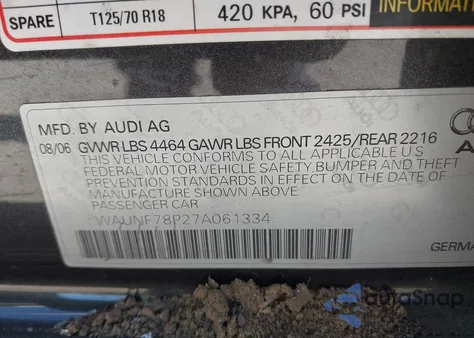 SPARE T125/70 R18 420 KPA, 60 PSI INFORMATI
MFD. BY AUDI AG
08/06 GVWR LBS 4464 GAWR LBS FRONT 2425/REAR 2216
THIS VEHICLE CONFORMS TO ALL APPLICABLE U S
FEDERAL MOTOR VEHICLE SAFETY, BUMPER AND THEFT
PREVENTION STANDARDS IN EFFECT ON THE DATE OF
MANUFACTURE SHOWN ABOVE
PASSENGER CAR
WAUNF78P27A061334
GERMA
AutoSnap